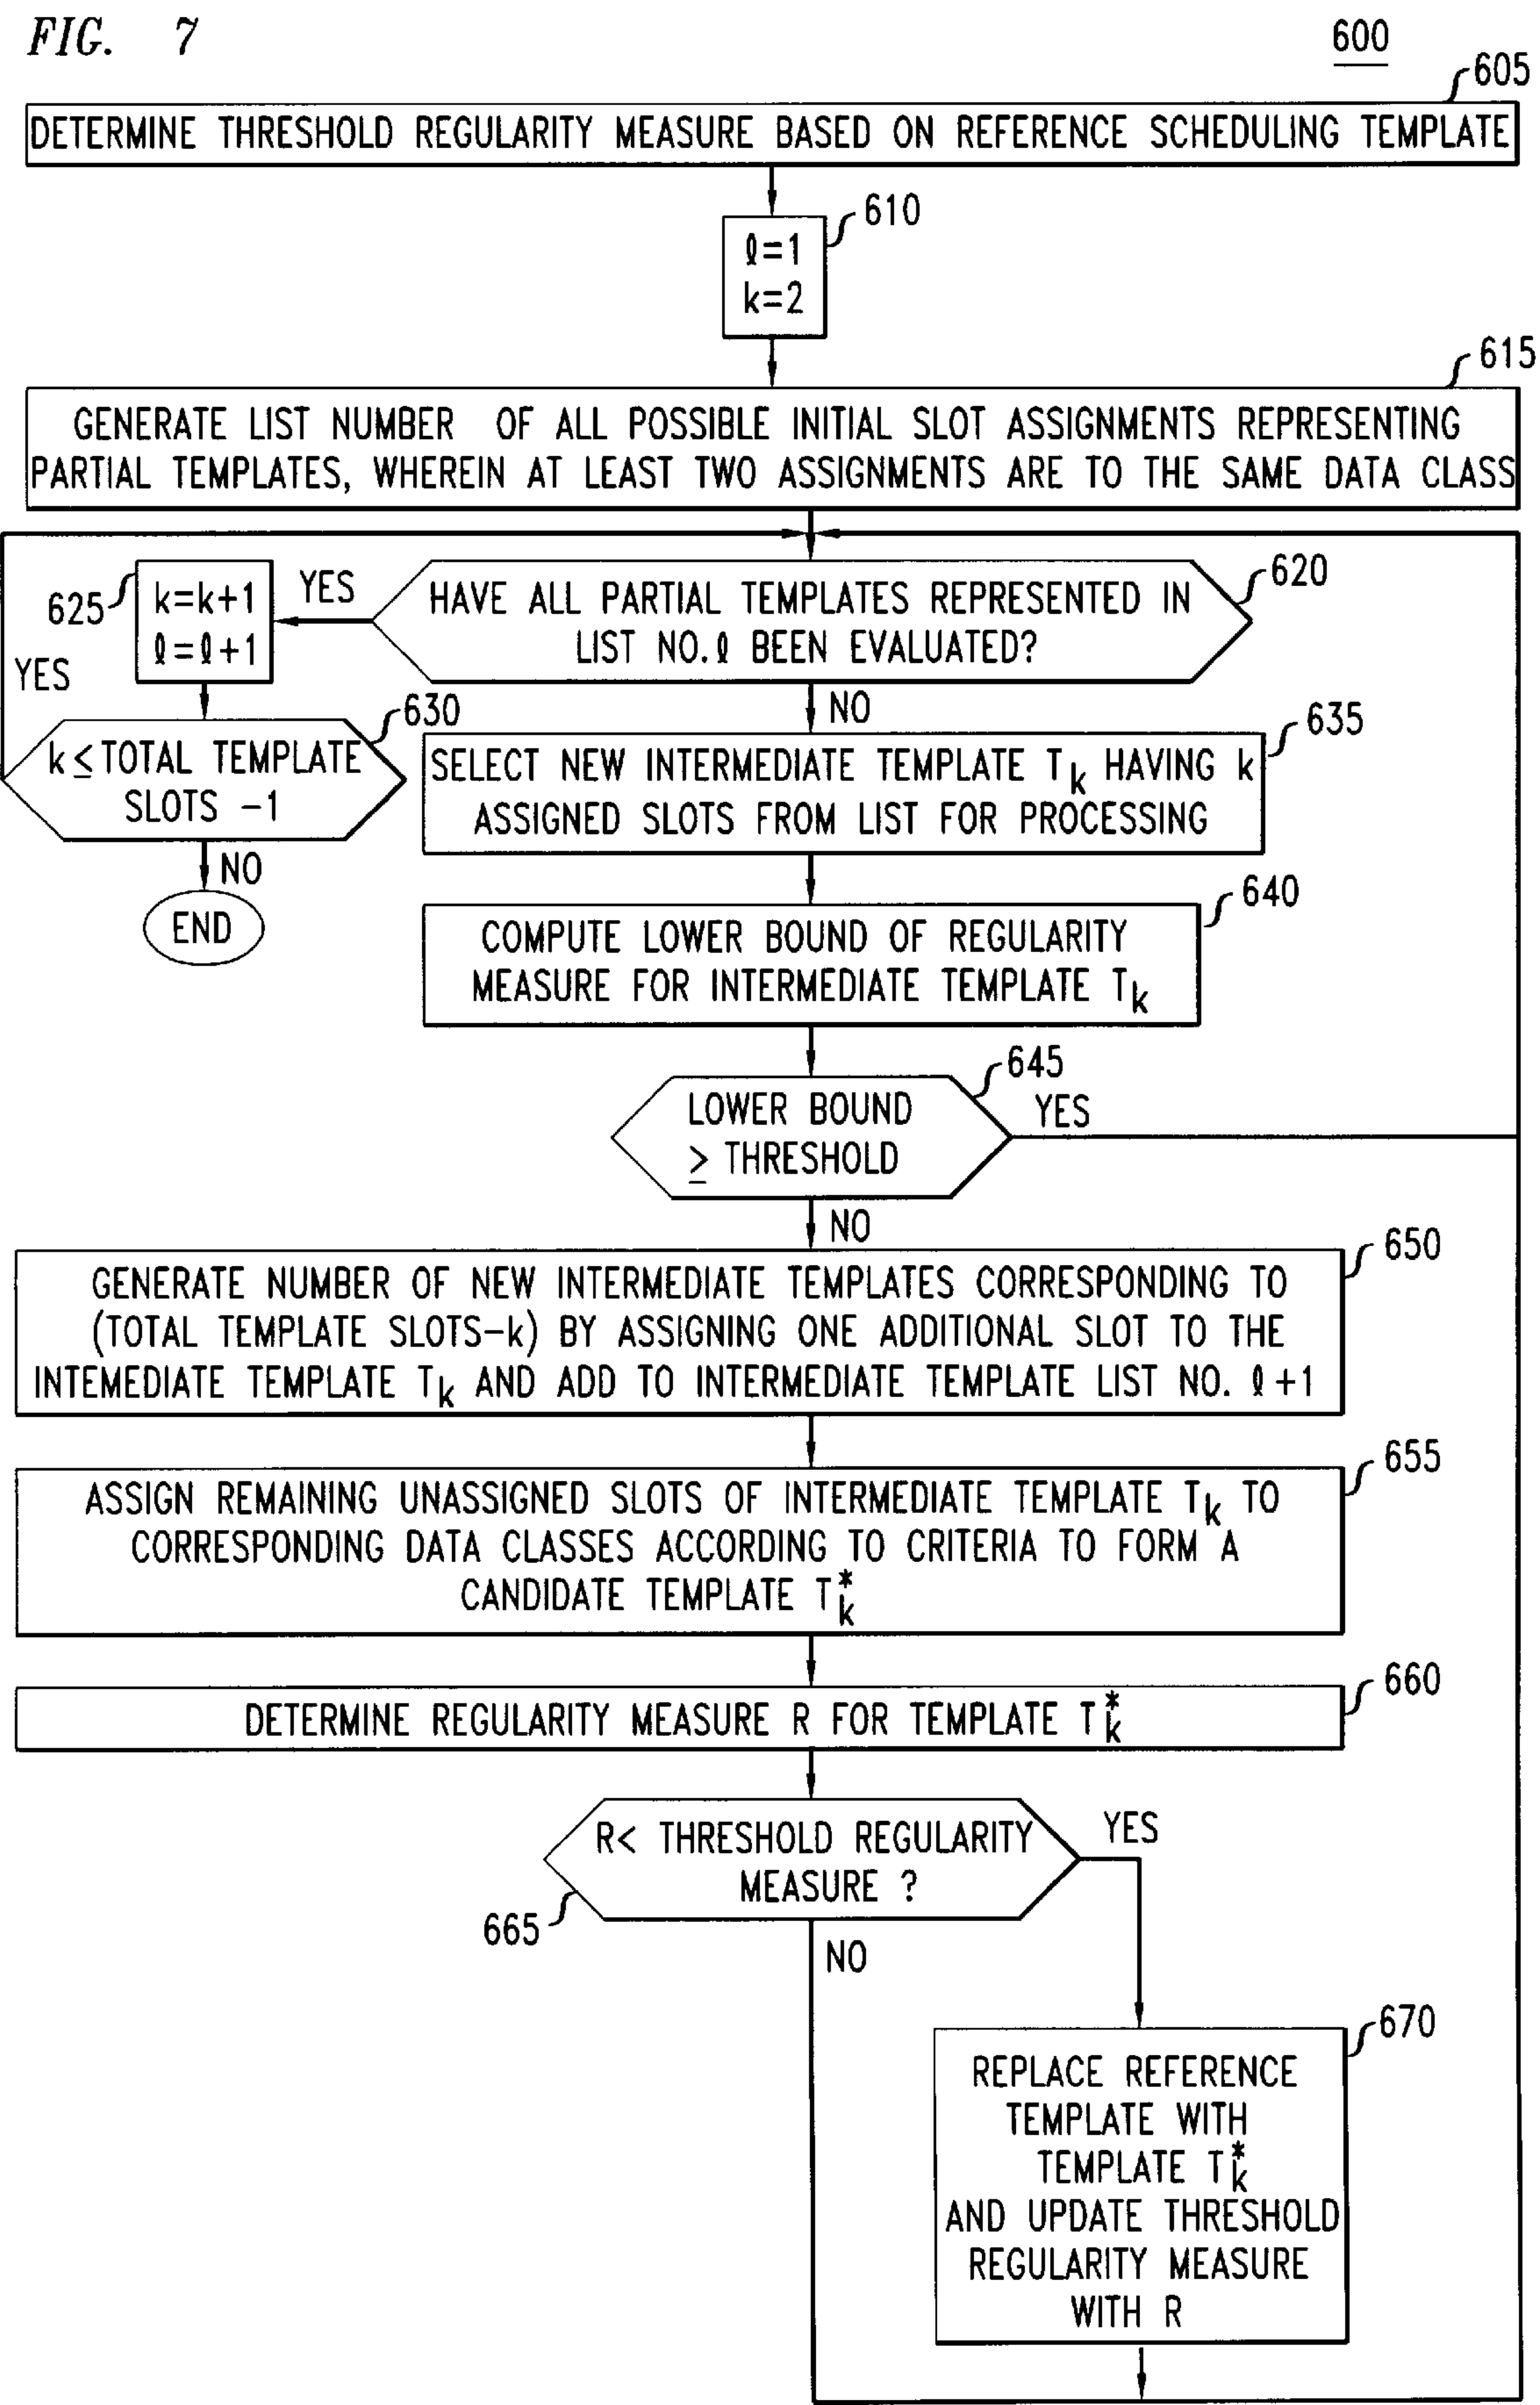 FIG. 7
600
605
DETERMINE THRESHOLD REGULARITY MEASURE BASED ON REFERENCE SCHEDULING TEMPLATE
610
ℓ=1
k=2
615
GENERATE LIST NUMBER OF ALL POSSIBLE INITIAL SLOT ASSIGNMENTS REPRESENTING
PARTIAL TEMPLATES, WHEREIN AT LEAST TWO ASSIGNMENTS ARE TO THE SAME DATA CLASS
620
HAVE ALL PARTIAL TEMPLATES REPRESENTED IN
LIST NO. ℓ BEEN EVALUATED?
YES
625
k=k+1
ℓ=ℓ+1
YES
630
k ≤ TOTAL TEMPLATE
SLOTS -1
NO
END
NO
635
SELECT NEW INTERMEDIATE TEMPLATE Tk HAVING k
ASSIGNED SLOTS FROM LIST FOR PROCESSING
640
COMPUTE LOWER BOUND OF REGULARITY
MEASURE FOR INTERMEDIATE TEMPLATE Tk
645
LOWER BOUND
≥ THRESHOLD
YES
NO
650
GENERATE NUMBER OF NEW INTERMEDIATE TEMPLATES CORRESPONDING TO
(TOTAL TEMPLATE SLOTS-k) BY ASSIGNING ONE ADDITIONAL SLOT TO THE
INTEMEDIATE TEMPLATE Tk AND ADD TO INTERMEDIATE TEMPLATE LIST NO. ℓ+1
655
ASSIGN REMAINING UNASSIGNED SLOTS OF INTERMEDIATE TEMPLATE Tk TO
CORRESPONDING DATA CLASSES ACCORDING TO CRITERIA TO FORM A
CANDIDATE TEMPLATE T*k
660
DETERMINE REGULARITY MEASURE R FOR TEMPLATE T*k
R< THRESHOLD REGULARITY
MEASURE ?
665
YES
NO
670
REPLACE REFERENCE
TEMPLATE WITH
TEMPLATE T*k
AND UPDATE THRESHOLD
REGULARITY MEASURE
WITH R